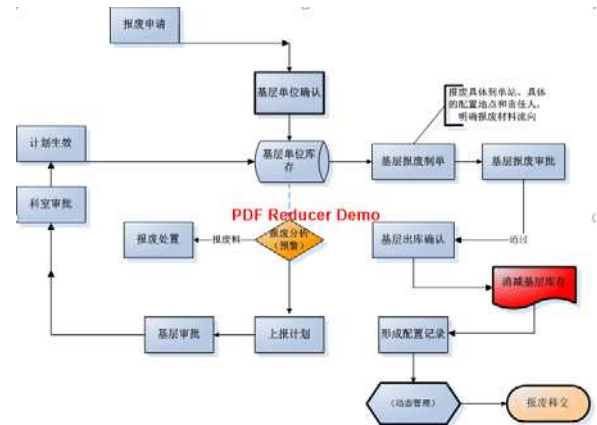 报废申请
基层单位确认
报废具体到单站、具体
的配置地点和责任人,
明确报废材料流向
计划生效
基层单位库
存
基层报废制单
基层报废审批
科室审批
PDF Reducer Demo
报废处置
报废料
报废分析
(预警)
基层出库确认
通过
消减基层库存
基层审批
上报计划
形成配置记录
(动态管理)
报废移交